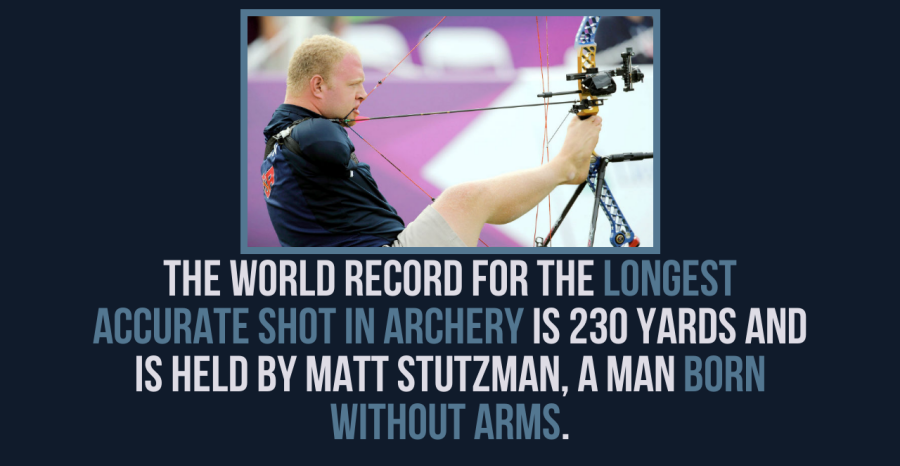 THE WORLD RECORD FOR THE LONGEST
ACCURATE SHOT IN ARCHERY IS 230 YARDS AND
IS HELD BY MATT STUTZMAN, A MAN BORN
WITHOUT ARMS.